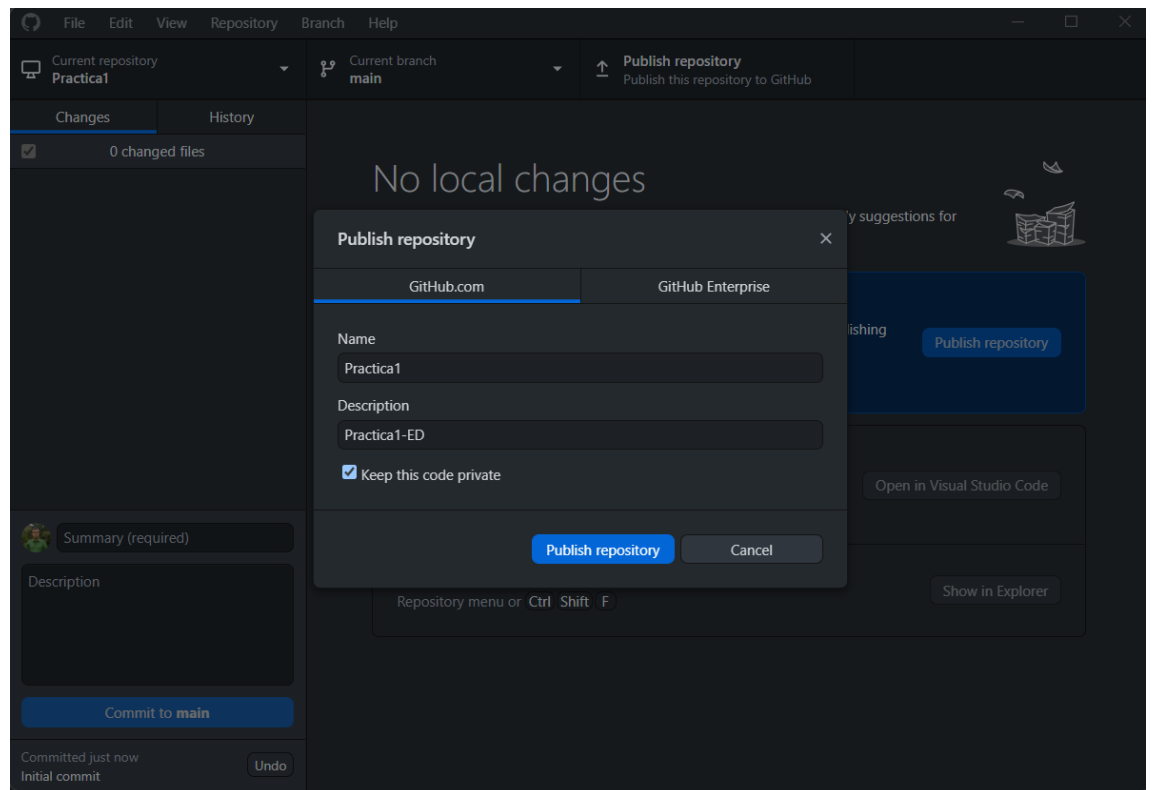 File Edit View Repository Branch Help
Current repository
Practica1
Current branch
main
Publish repository
Publish this repository to GitHub
Changes History
0 changed files
No local changes
y suggestions for
Publish repository
GitHub.com GitHub Enterprise
ishing
Publish repository
Name
Practica1
Description
Practica1-ED
Keep this code private
Open in Visual Studio Code
Publish repository Cancel
Summary (required)
Description
Show in Explorer
Repository menu or Ctrl Shift F
Commit to main
Committed just now
Initial commit
Undo